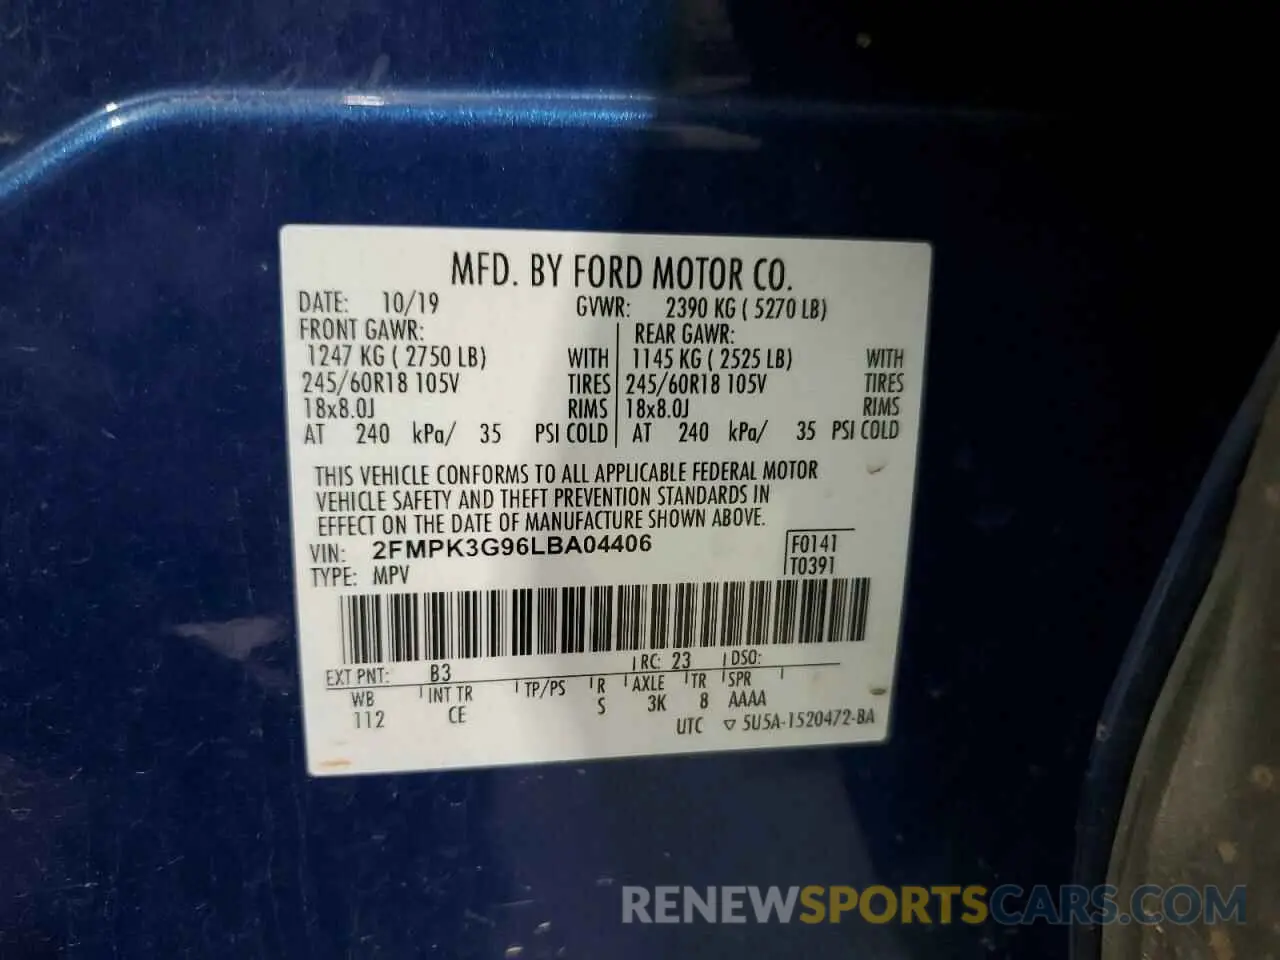 MFD. BY FORD MOTOR CO.
DATE: 10/19 GVWR: 2390 KG ( 5270 LB)
FRONT GAWR: REAR GAWR:
1247 KG ( 2750 LB) WITH 1145 KG ( 2525 LB) WITH
245/60R18 105V TIRES 245/60R18 105V TIRES
18x8.0J RIMS 18x8.0J RIMS
AT 240 kPa/ 35 PSI COLD AT 240 kPa/ 35 PSI COLD
THIS VEHICLE CONFORMS TO ALL APPLICABLE FEDERAL MOTOR
VEHICLE SAFETY AND THEFT PREVENTION STANDARDS IN
EFFECT ON THE DATE OF MANUFACTURE SHOWN ABOVE.
VIN: 2FMPK3G96LBA04406 F0141
TYPE: MPV T0391
EXT PNT: B3 RC: 23 DSO:
WB INT TR TP/PS R AXLE TR SPR
112 CE S 3K 8 AAAA
UTC ▽ 5U5A-1520472-BA
RENEWSPORTSCARS.COM